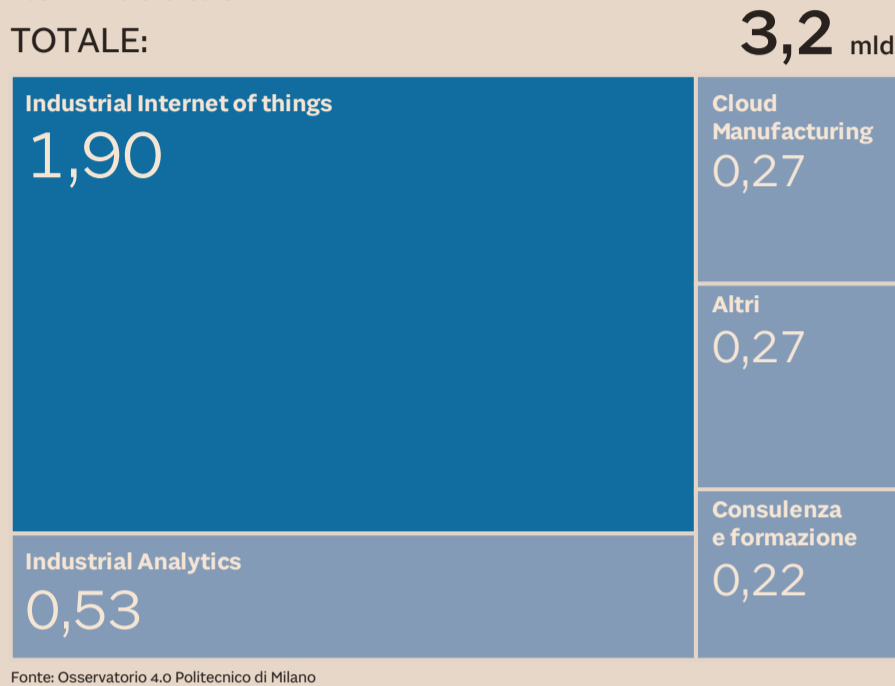 TOTALE:
3,2 mld
Industrial Internet of things
1,90
Cloud
Manufacturing
0,27
Altri
0,27
Industrial Analytics
0,53
Consulenza
e formazione
0,22
Fonte: Osservatorio 4.0 Politecnico di Milano